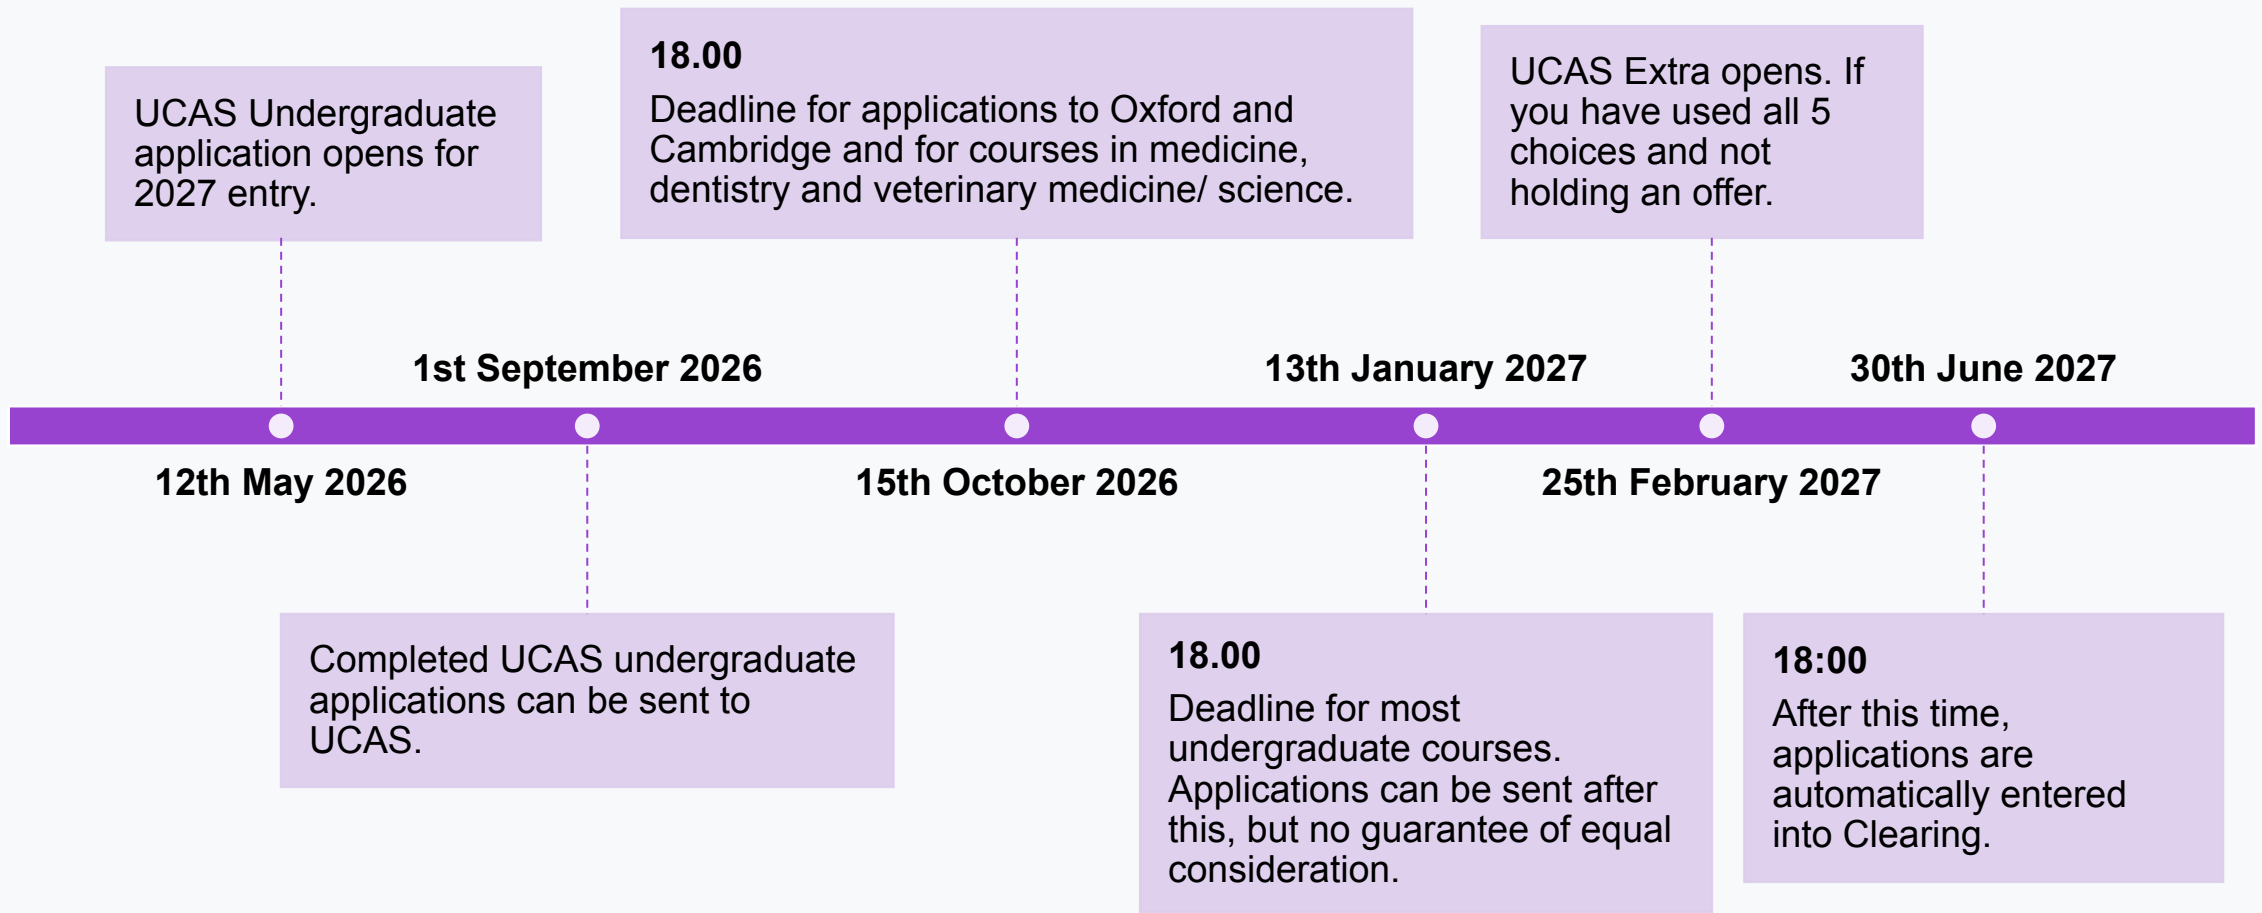 UCAS Undergraduate
application opens for
2027 entry.
18.00
Deadline for applications to Oxford and
Cambridge and for courses in medicine,
dentistry and veterinary medicine/ science.
UCAS Extra opens. If
you have used all 5
choices and not
holding an offer.
1st September 2026
13th January 2027
30th June 2027
12th May 2026
15th October 2026
25th February 2027
Completed UCAS undergraduate
applications can be sent to
UCAS.
18.00
Deadline for most
undergraduate courses.
Applications can be sent after
this, but no guarantee of equal
consideration.
18:00
After this time,
applications are
automatically entered
into Clearing.